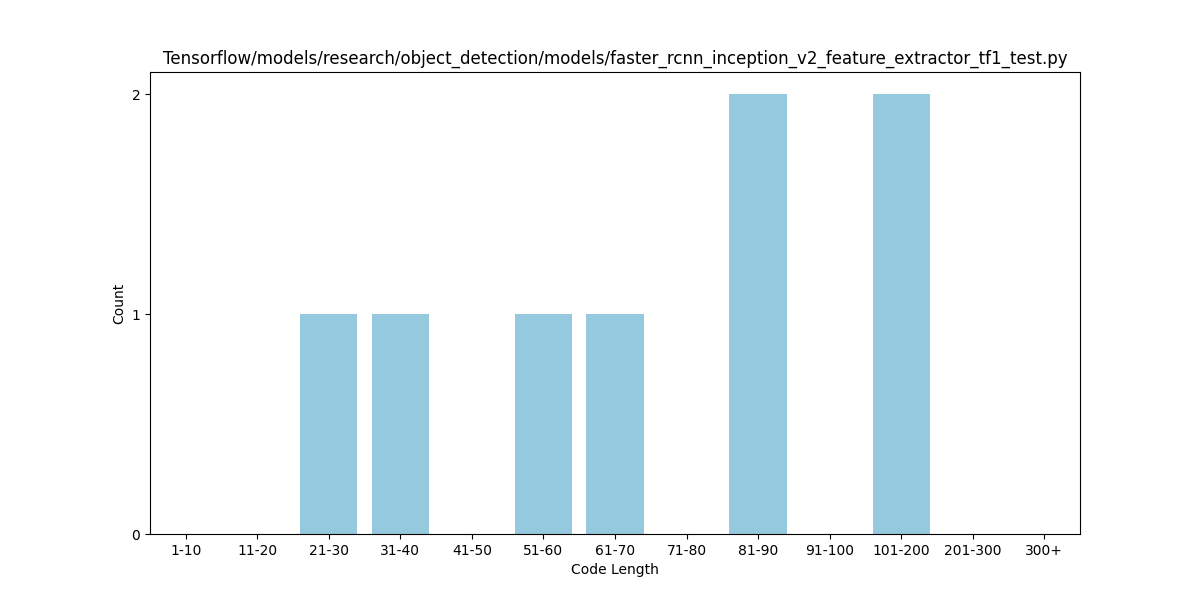 Tensorflow/models/research/object_detection/models/faster_rcnn_inception_v2_feature_extractor_tf1_test.py
2
1
0
Count
1-10 11-20 21-30 31-40 41-50 51-60 61-70 71-80 81-90 91-100 101-200 201-300 300+
Code Length